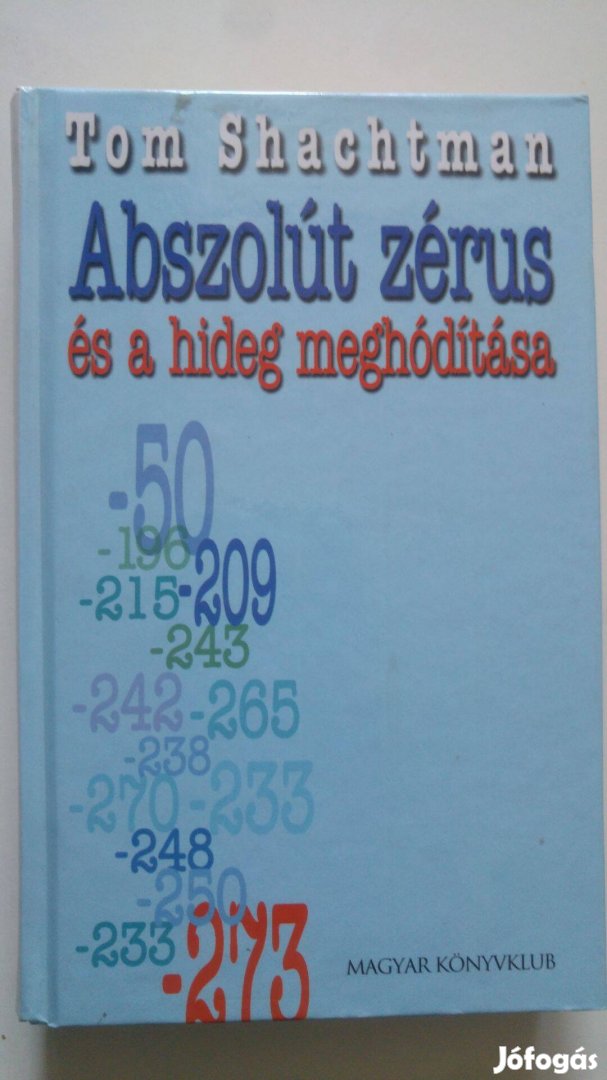 Tom Shachtman
Abszolút zérus
és a hideg meghódítása
-50
-196
-215 -209
-243
-242 -265
-238
-270 -233
-248
-250
-233
-273
MAGYAR KÖNYVKLUB
Jófogás